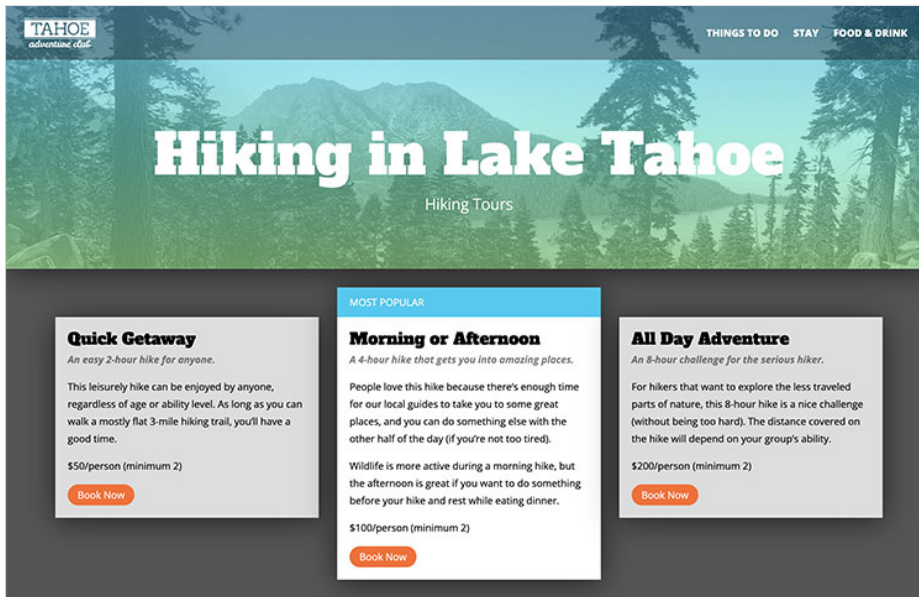 TAHOE
adventure club
THINGS TO DO STAY FOOD & DRINK
Hiking in Lake Tahoe
Hiking Tours
Quick Getaway
An easy 2-hour hike for anyone.
This leisurely hike can be enjoyed by anyone,
regardless of age or ability level. As long as you can
walk a mostly flat 3-mile hiking trail, you'll have a
good time.
$50/person (minimum 2)
Book Now
MOST POPULAR
Morning or Afternoon
A 4-hour hike that gets you into amazing places.
People love this hike because there's enough time
for our local guides to take you to some great
places, and you can do something else with the
other half of the day (if you're not too tired).
Wildlife is more active during a morning hike, but
the afternoon is great if you want to do something
before your hike and rest while eating dinner.
$100/person (minimum 2)
Book Now
All Day Adventure
An 8-hour challenge for the serious hiker.
For hikers that want to explore the less traveled
parts of nature, this 8-hour hike is a nice challenge
(without being too hard). The distance covered on
the hike will depend on your group's ability.
$200/person (minimum 2)
Book Now